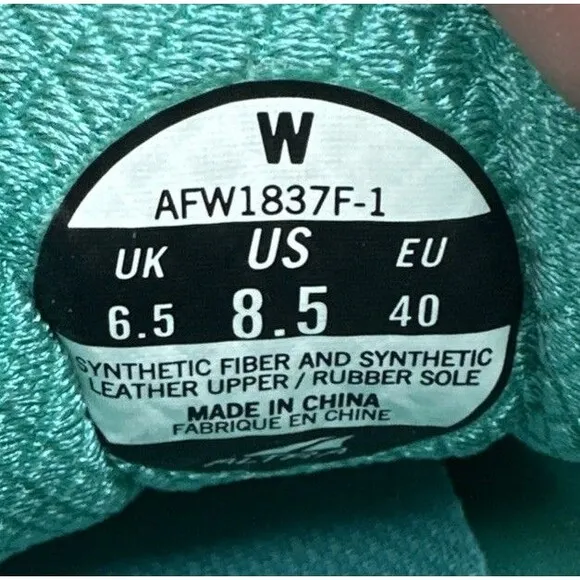 W
AFW1837F-1
UK US EU
6.5 8.5 40
SYNTHETIC FIBER AND SYNTHETIC
LEATHER UPPER / RUBBER SOLE
MADE IN CHINA
FABRIQUE EN CHINE
ALTRA